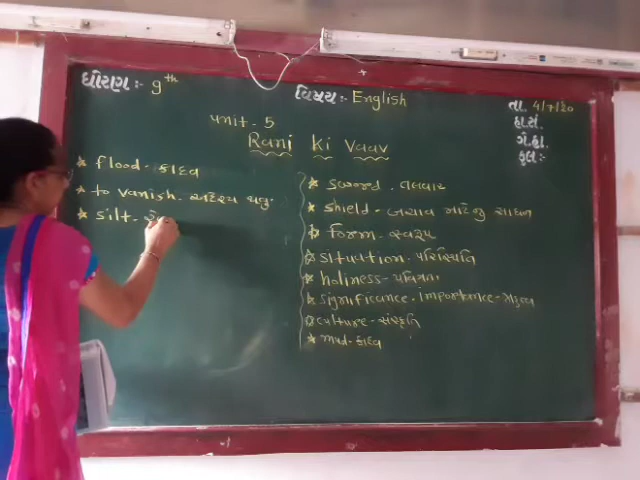 ધોરણ:- 9th
વિષય:- English
તા. 4/7/20
હા.સં.
ગે.હા.
કુલ:-
યુનિટ-5
Rani Ki Vaav
* flood - કાદવ
* to vanish - અદ્રશ્ય થવું
* silt -
* sword - તલવાર
* shield - બચાવ માટેનું સાધન
* form - સ્વરૂપ
* situation - પરિસ્થિતિ
* holiness - પવિત્રતા
* significance - importance - મહત્વ
* culture - સંસ્કૃતિ
* mud - કાદવ